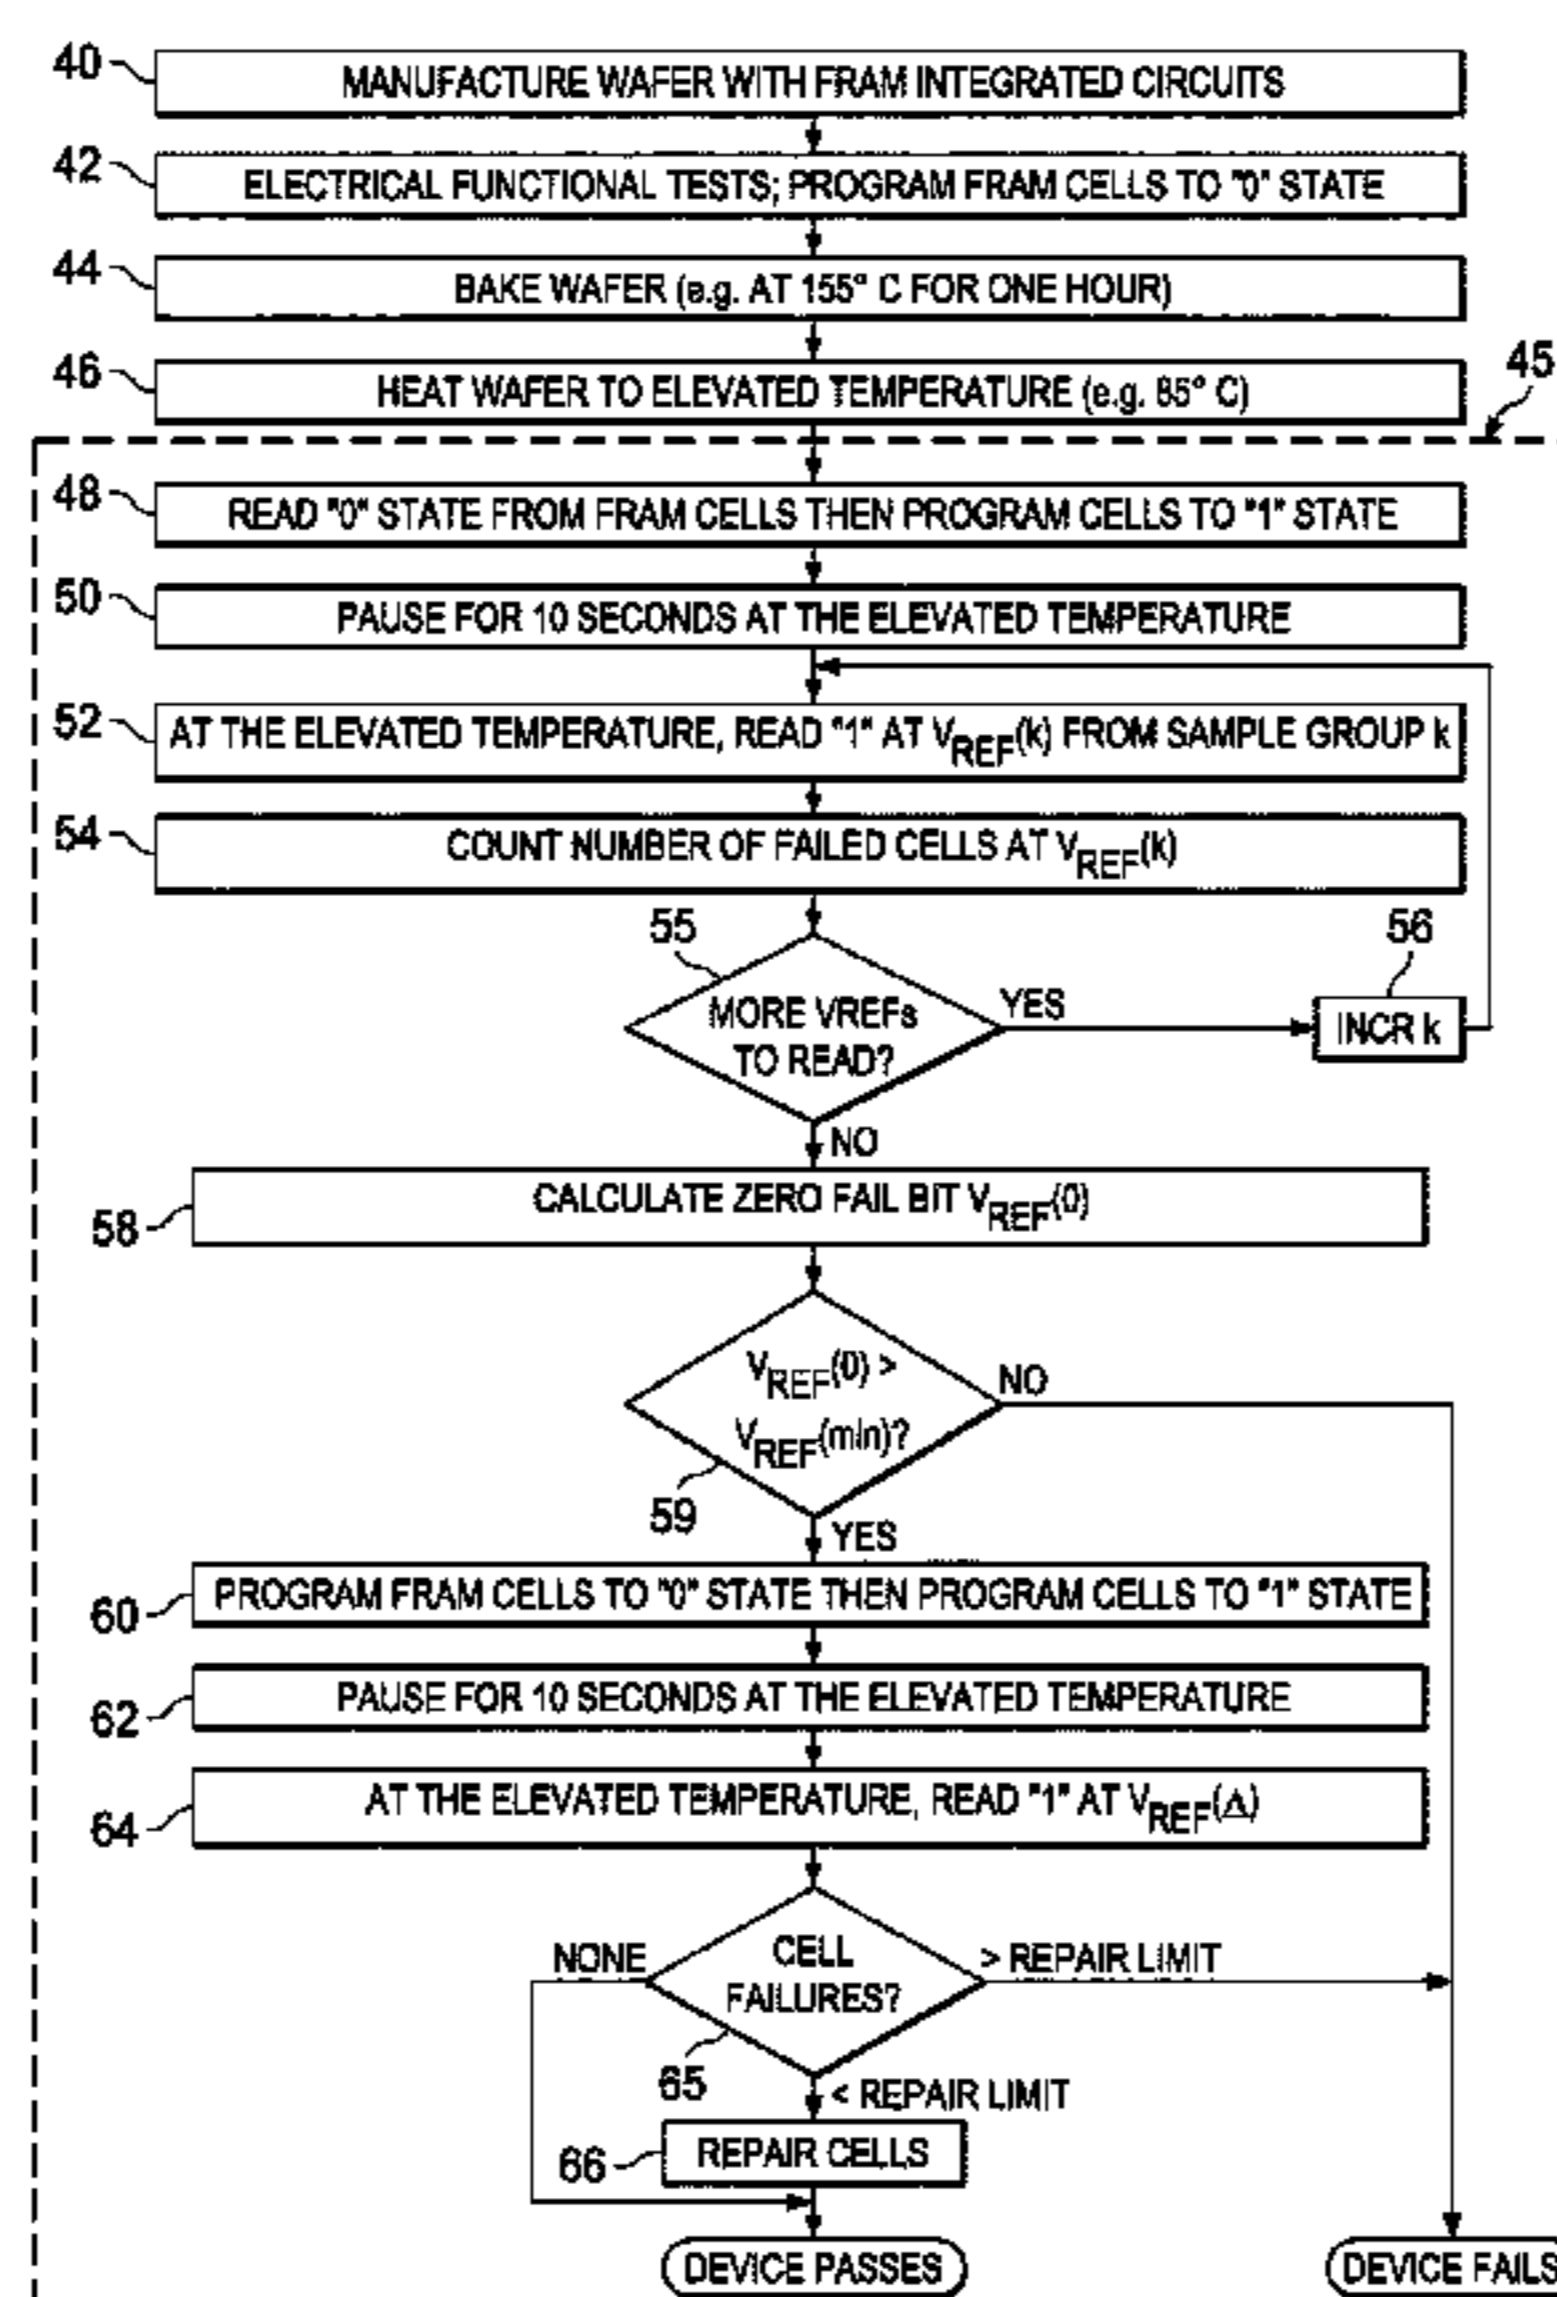 40
MANUFACTURE WAFER WITH FRAM INTEGRATED CIRCUITS
42
ELECTRICAL FUNCTIONAL TESTS; PROGRAM FRAM CELLS TO "0" STATE
44
BAKE WAFER (e.g. AT 155° C FOR ONE HOUR)
46
HEAT WAFER TO ELEVATED TEMPERATURE (e.g. 85° C)
45
48
READ "0" STATE FROM FRAM CELLS THEN PROGRAM CELLS TO "1" STATE
50
PAUSE FOR 10 SECONDS AT THE ELEVATED TEMPERATURE
52
AT THE ELEVATED TEMPERATURE, READ "1" AT VREF(k) FROM SAMPLE GROUP k
54
COUNT NUMBER OF FAILED CELLS AT VREF(k)
55
56
MORE VREFs
TO READ?
YES
INCR k
NO
58
CALCULATE ZERO FAIL BIT VREF(0)
VREF(0) >
VREF(min)?
NO
59
YES
60
PROGRAM FRAM CELLS TO "0" STATE THEN PROGRAM CELLS TO "1" STATE
62
PAUSE FOR 10 SECONDS AT THE ELEVATED TEMPERATURE
64
AT THE ELEVATED TEMPERATURE, READ "1" AT VREF(Δ)
NONE
CELL
FAILURES?
> REPAIR LIMIT
65
< REPAIR LIMIT
66
REPAIR CELLS
DEVICE PASSES
DEVICE FAILS